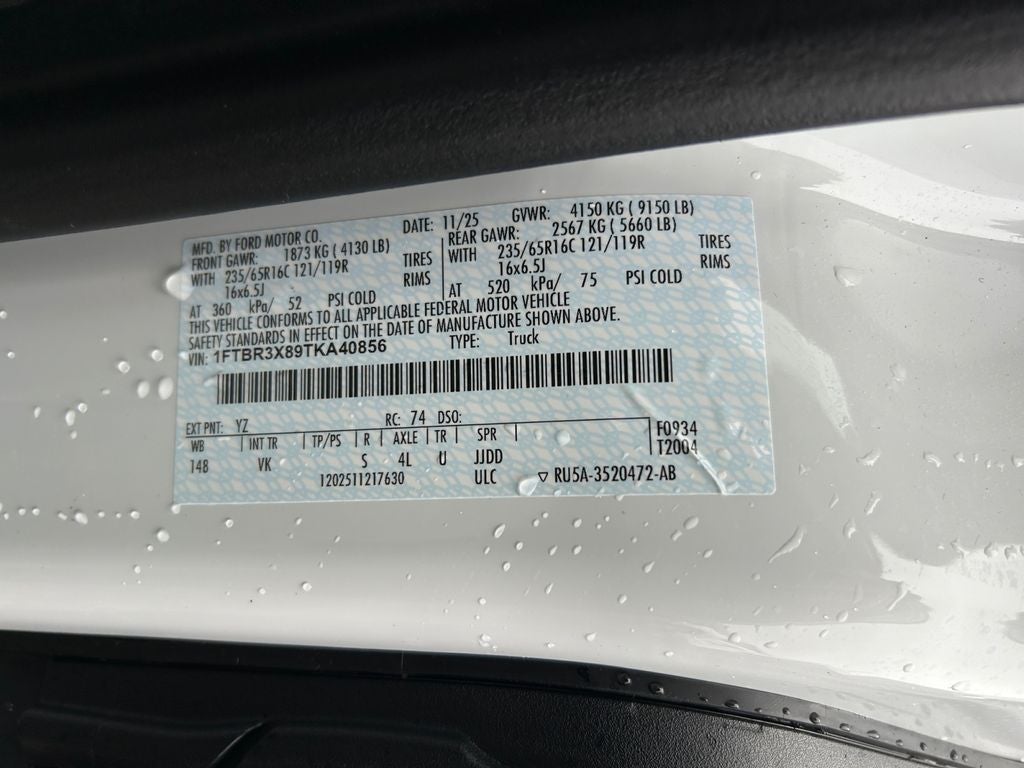 MFD. BY FORD MOTOR CO. DATE: 11/25 GVWR: 4150 KG ( 9150 LB)
FRONT GAWR: 1873 KG ( 4130 LB) REAR GAWR: 2567 KG ( 5660 LB)
WITH 235/65R16C 121/119R TIRES WITH 235/65R16C 121/119R TIRES
16x6.5J RIMS 16x6.5J RIMS
AT 360 kPa/ 52 PSI COLD AT 520 kPa/ 75 PSI COLD
THIS VEHICLE CONFORMS TO ALL APPLICABLE FEDERAL MOTOR VEHICLE
SAFETY STANDARDS IN EFFECT ON THE DATE OF MANUFACTURE SHOWN ABOVE.
VIN: 1FTBR3X89TKA40856 TYPE: Truck
EXT PNT: YZ RC: 74 DSO:
WB INT TR TP/PS R AXLE TR SPR F0934
148 VK S 4L U JJDD T2004
1202511217630 ULC ▽ RU5A-3520472-AB